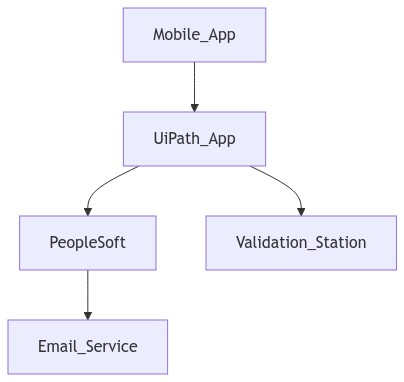 Mobile_App
UiPath_App
PeopleSoft
Validation_Station
Email_Service